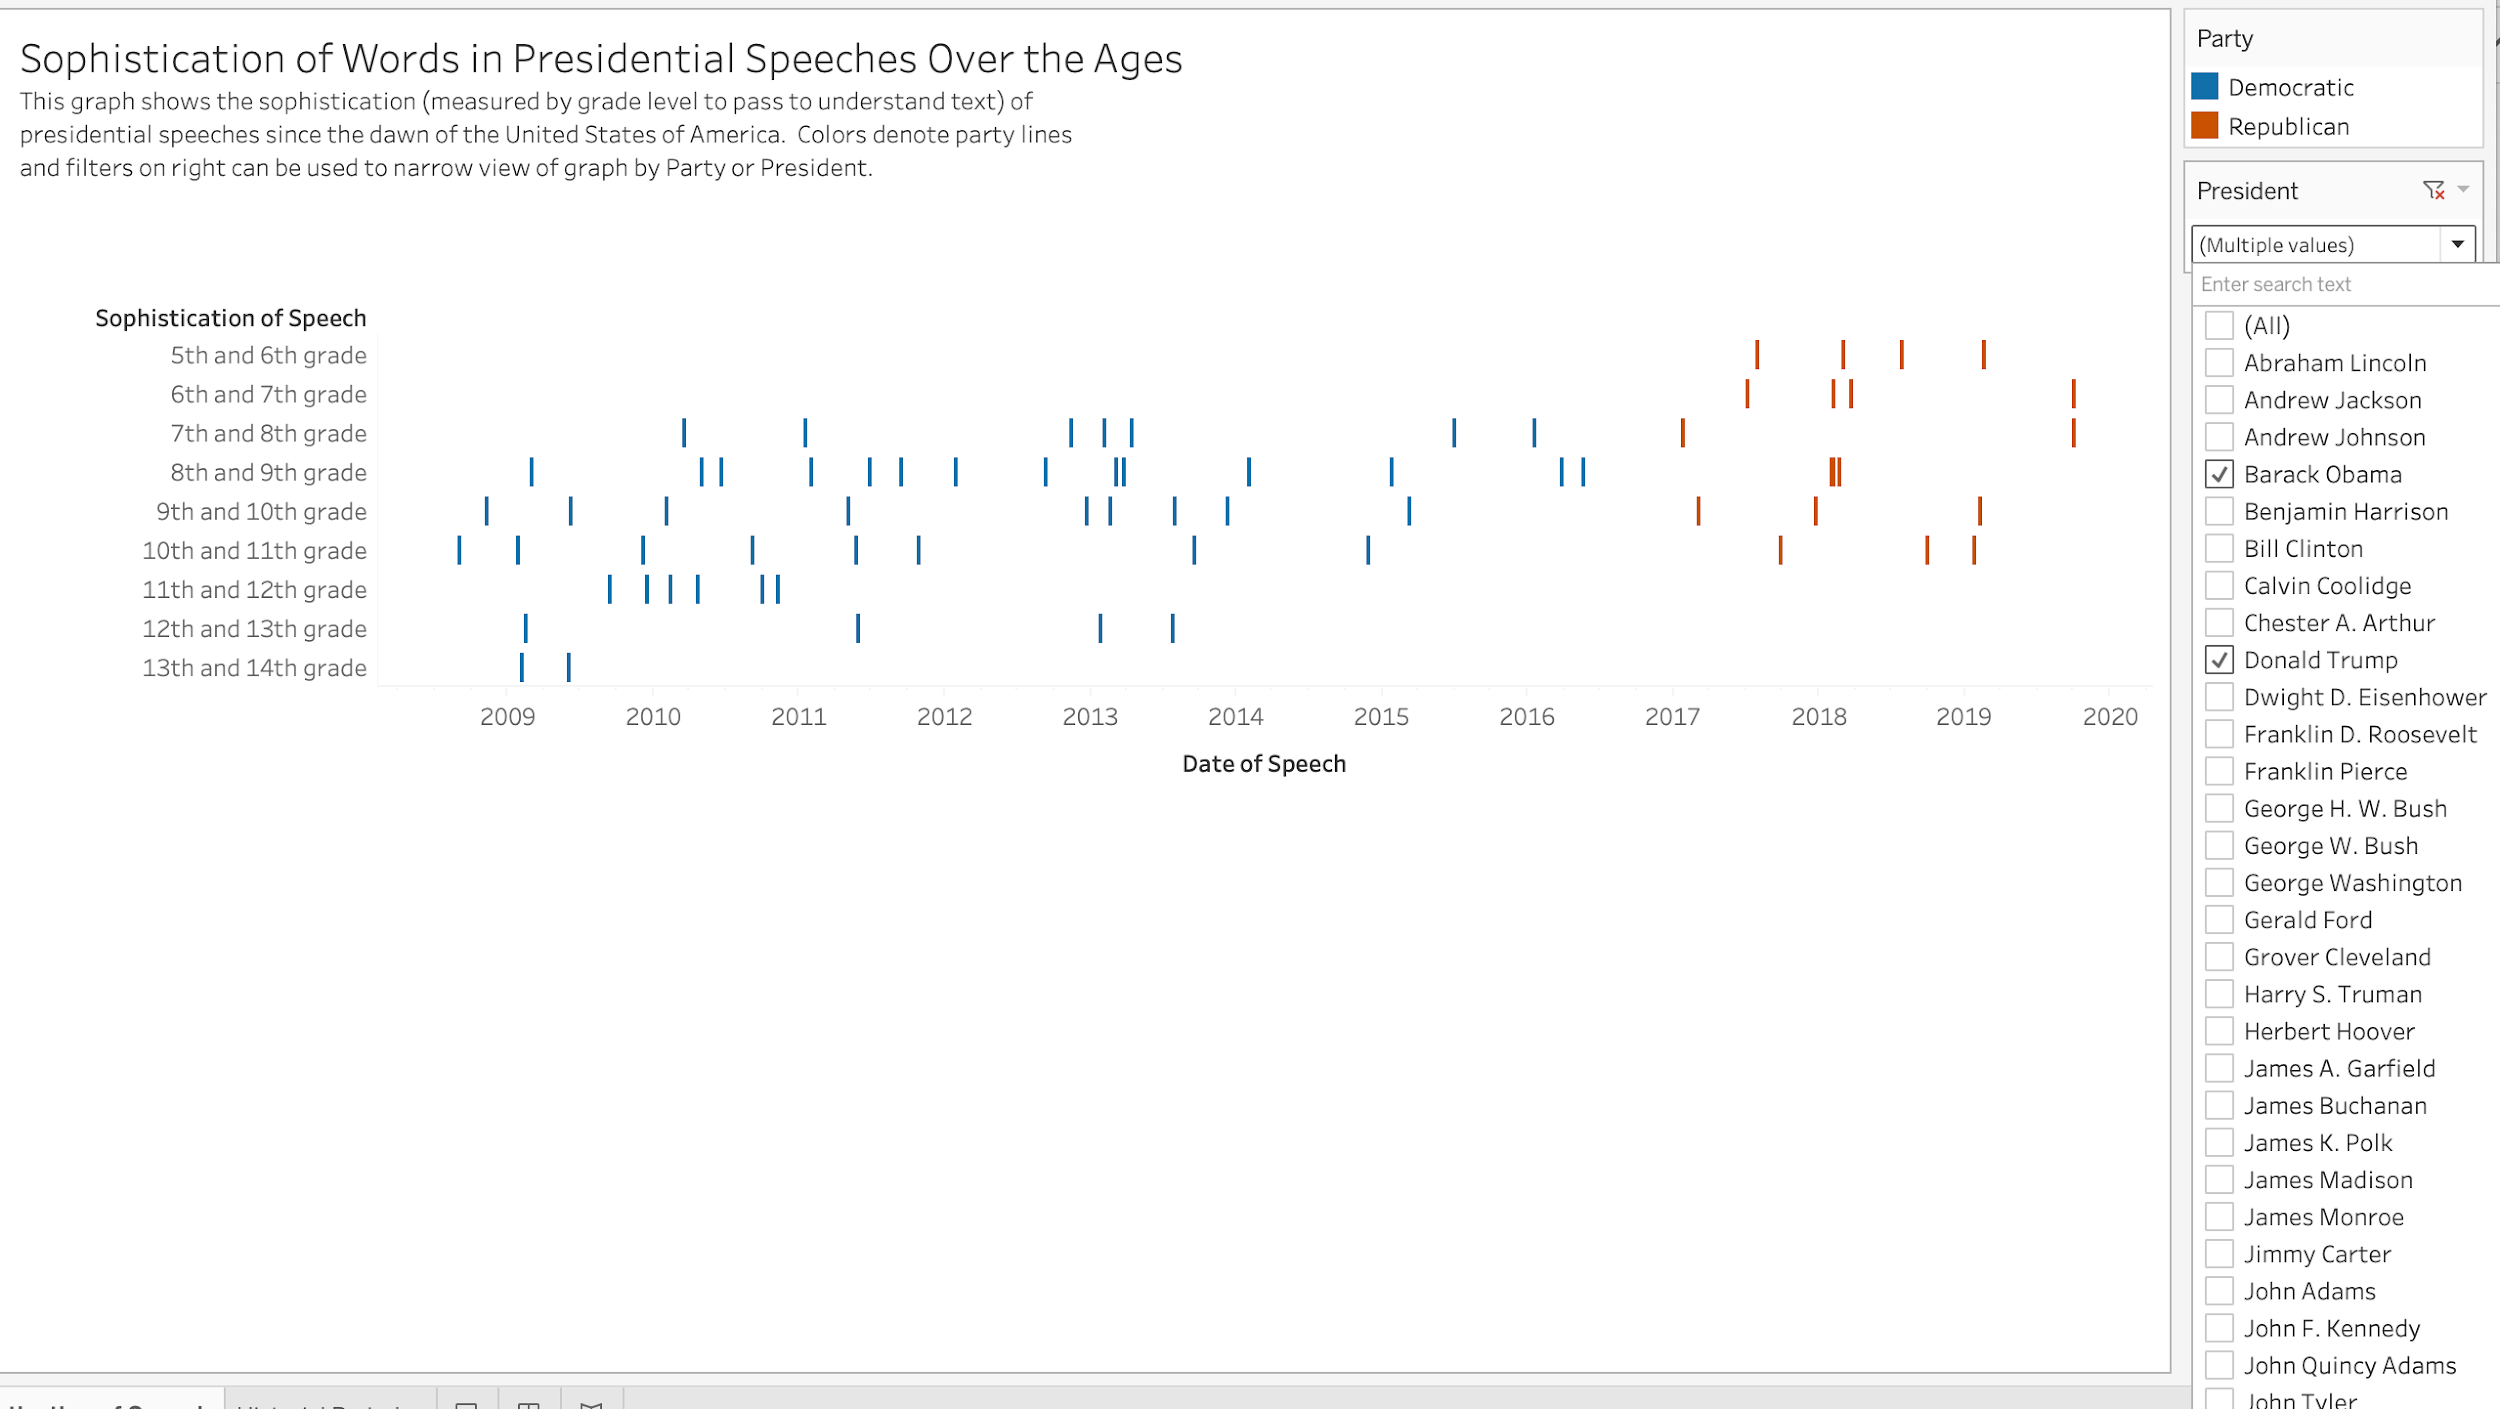 Sophistication of Words in Presidential Speeches Over the Ages
This graph shows the sophistication (measured by grade level to pass to understand text) of
presidential speeches since the dawn of the United States of America.  Colors denote party lines
and filters on right can be used to narrow view of graph by Party or President.
Sophistication of Speech
5th and 6th grade
6th and 7th grade
7th and 8th grade
8th and 9th grade
9th and 10th grade
10th and 11th grade
11th and 12th grade
12th and 13th grade
13th and 14th grade
2009 2010 2011 2012 2013 2014 2015 2016 2017 2018 2019 2020
Date of Speech
Party
Democratic
Republican
President
(Multiple values)
Enter search text
(All)
Abraham Lincoln
Andrew Jackson
Andrew Johnson
Barack Obama
Benjamin Harrison
Bill Clinton
Calvin Coolidge
Chester A. Arthur
Donald Trump
Dwight D. Eisenhower
Franklin D. Roosevelt
Franklin Pierce
George H. W. Bush
George W. Bush
George Washington
Gerald Ford
Grover Cleveland
Harry S. Truman
Herbert Hoover
James A. Garfield
James Buchanan
James K. Polk
James Madison
James Monroe
Jimmy Carter
John Adams
John F. Kennedy
John Quincy Adams
John Tyler